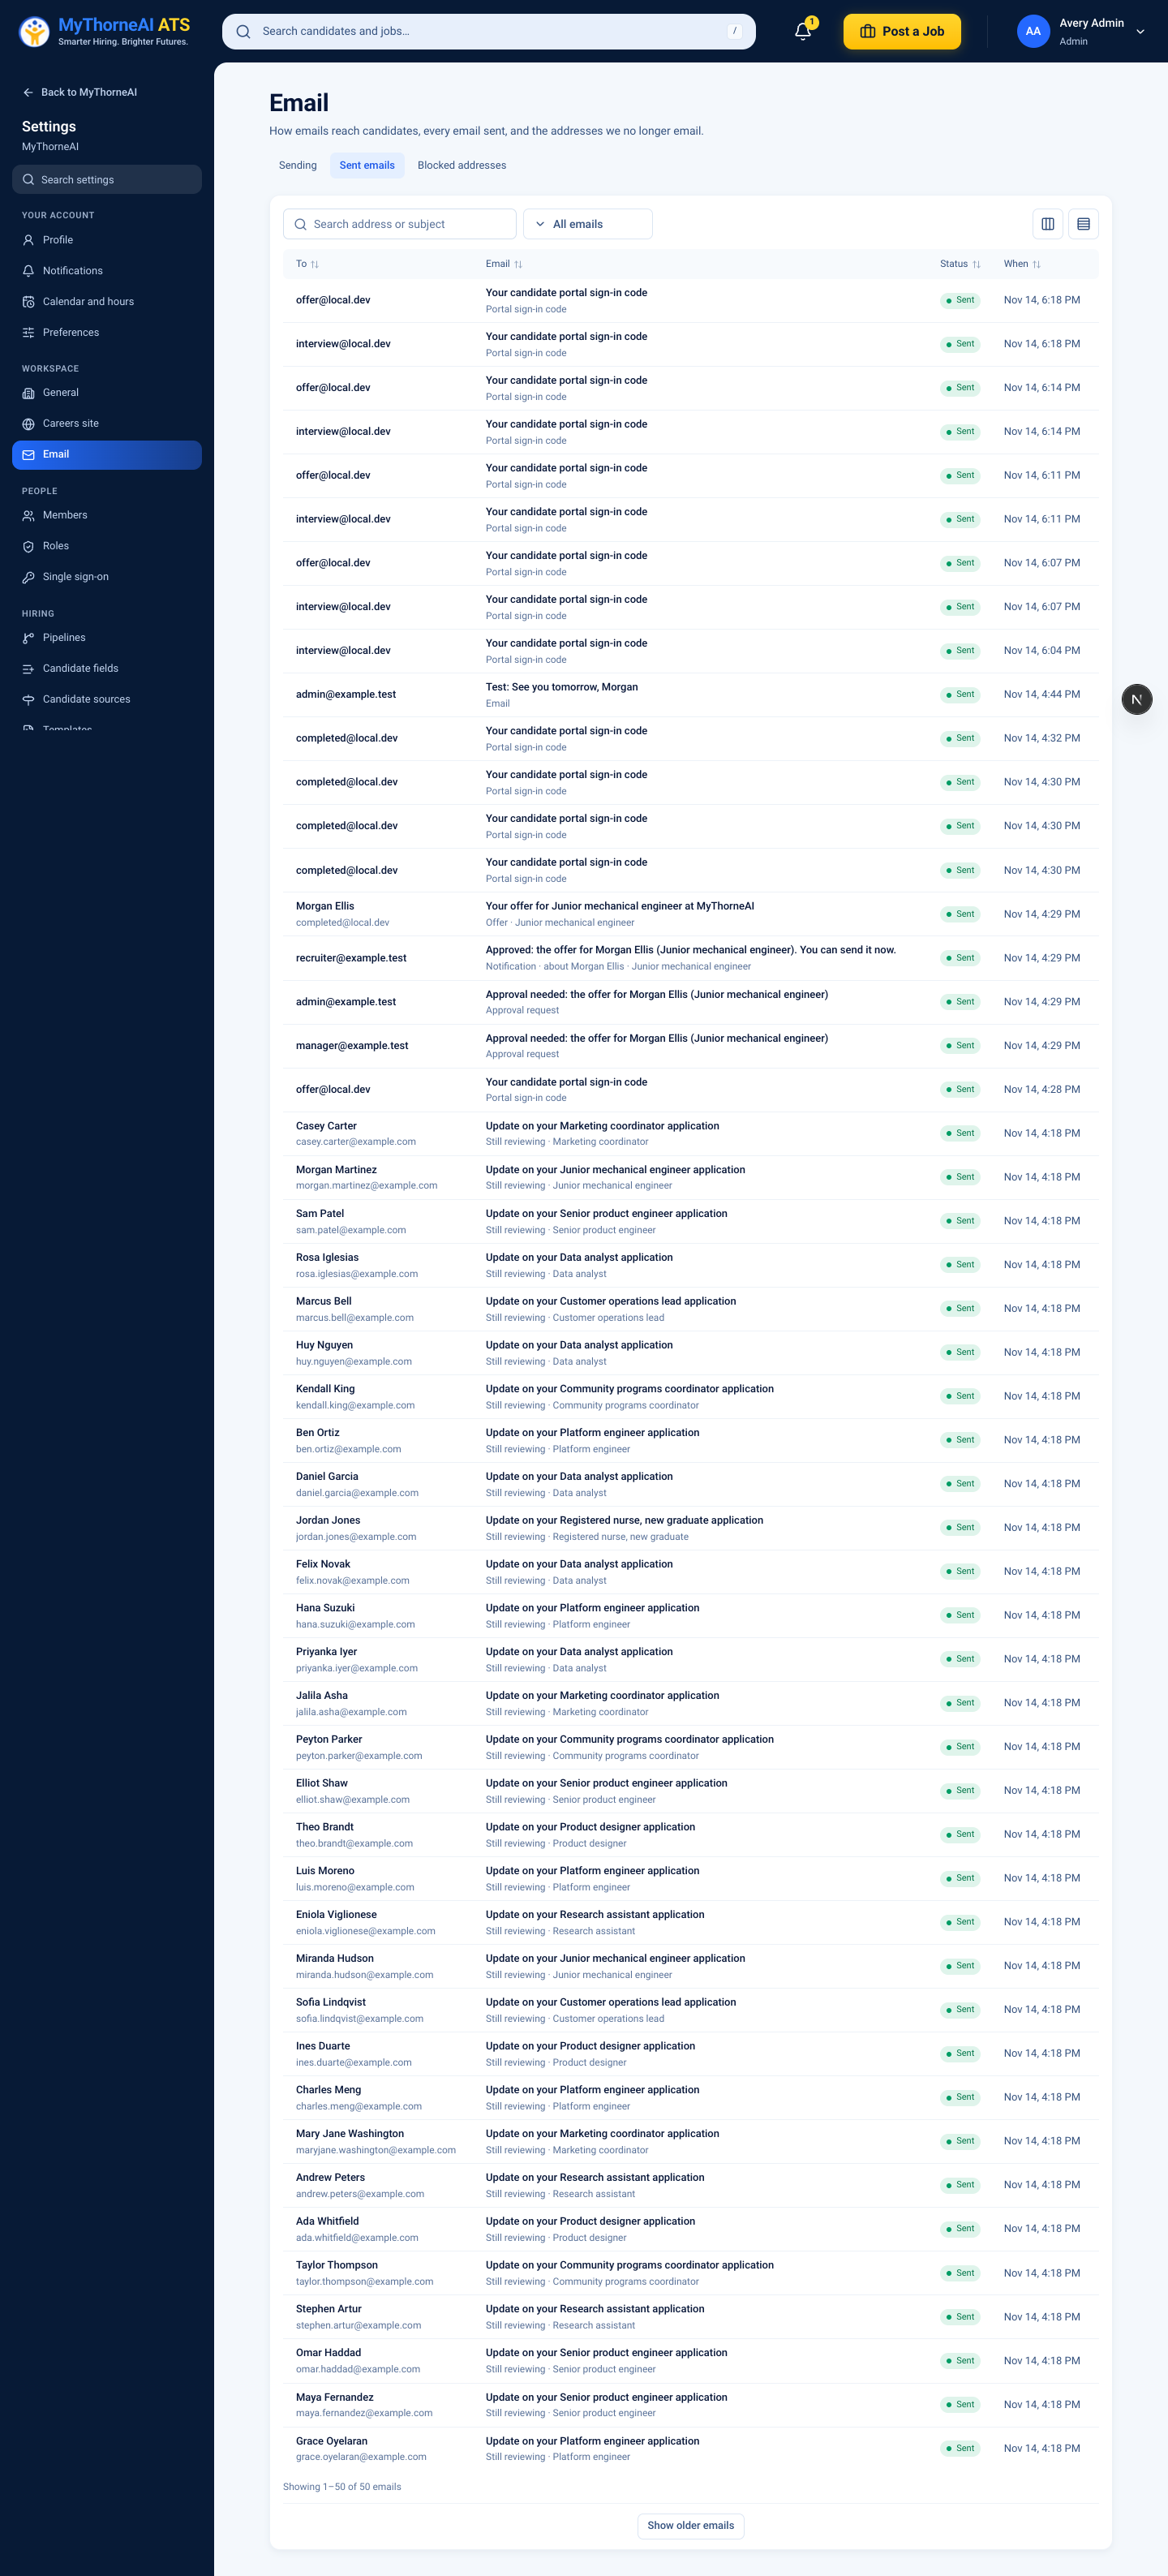 MyThorneAI ATS
Smarter Hiring. Brighter Futures.
Search candidates and jobs...
/
1
Post a Job
AA
Avery Admin
Admin
Back to MyThorneAI
Settings
MyThorneAI
Search settings
YOUR ACCOUNT
Profile
Notifications
Calendar and hours
Preferences
WORKSPACE
General
Careers site
Email
PEOPLE
Members
Roles
Single sign-on
HIRING
Pipelines
Candidate fields
Candidate sources
Templates
Email
How emails reach candidates, every email sent, and the addresses we no longer email.
Sending Sent emails Blocked addresses
Search address or subject
All emails
To Email Status When
offer@local.dev Your candidate portal sign-in code Sent Nov 14, 6:18 PM
Portal sign-in code
interview@local.dev Your candidate portal sign-in code Sent Nov 14, 6:18 PM
Portal sign-in code
offer@local.dev Your candidate portal sign-in code Sent Nov 14, 6:14 PM
Portal sign-in code
interview@local.dev Your candidate portal sign-in code Sent Nov 14, 6:14 PM
Portal sign-in code
offer@local.dev Your candidate portal sign-in code Sent Nov 14, 6:11 PM
Portal sign-in code
interview@local.dev Your candidate portal sign-in code Sent Nov 14, 6:11 PM
Portal sign-in code
offer@local.dev Your candidate portal sign-in code Sent Nov 14, 6:07 PM
Portal sign-in code
interview@local.dev Your candidate portal sign-in code Sent Nov 14, 6:07 PM
Portal sign-in code
interview@local.dev Your candidate portal sign-in code Sent Nov 14, 6:04 PM
Portal sign-in code
admin@example.test Test: See you tomorrow, Morgan Sent Nov 14, 4:44 PM
Email
N
completed@local.dev Your candidate portal sign-in code Sent Nov 14, 4:32 PM
Portal sign-in code
completed@local.dev Your candidate portal sign-in code Sent Nov 14, 4:30 PM
Portal sign-in code
completed@local.dev Your candidate portal sign-in code Sent Nov 14, 4:30 PM
Portal sign-in code
completed@local.dev Your candidate portal sign-in code Sent Nov 14, 4:30 PM
Portal sign-in code
Morgan Ellis Your offer for Junior mechanical engineer at MyThorneAI Sent Nov 14, 4:29 PM
completed@local.dev Offer · Junior mechanical engineer
recruiter@example.test Approved: the offer for Morgan Ellis (Junior mechanical engineer). You can send it now. Sent Nov 14, 4:29 PM
Notification · about Morgan Ellis · Junior mechanical engineer
admin@example.test Approval needed: the offer for Morgan Ellis (Junior mechanical engineer) Sent Nov 14, 4:29 PM
Approval request
manager@example.test Approval needed: the offer for Morgan Ellis (Junior mechanical engineer) Sent Nov 14, 4:29 PM
Approval request
offer@local.dev Your candidate portal sign-in code Sent Nov 14, 4:28 PM
Portal sign-in code
Casey Carter Update on your Marketing coordinator application Sent Nov 14, 4:18 PM
casey.carter@example.com Still reviewing · Marketing coordinator
Morgan Martinez Update on your Junior mechanical engineer application Sent Nov 14, 4:18 PM
morgan.martinez@example.com Still reviewing · Junior mechanical engineer
Sam Patel Update on your Senior product engineer application Sent Nov 14, 4:18 PM
sam.patel@example.com Still reviewing · Senior product engineer
Rosa Iglesias Update on your Data analyst application Sent Nov 14, 4:18 PM
rosa.iglesias@example.com Still reviewing · Data analyst
Marcus Bell Update on your Customer operations lead application Sent Nov 14, 4:18 PM
marcus.bell@example.com Still reviewing · Customer operations lead
Huy Nguyen Update on your Data analyst application Sent Nov 14, 4:18 PM
huy.nguyen@example.com Still reviewing · Data analyst
Kendall King Update on your Community programs coordinator application Sent Nov 14, 4:18 PM
kendall.king@example.com Still reviewing · Community programs coordinator
Ben Ortiz Update on your Platform engineer application Sent Nov 14, 4:18 PM
ben.ortiz@example.com Still reviewing · Platform engineer
Daniel Garcia Update on your Data analyst application Sent Nov 14, 4:18 PM
daniel.garcia@example.com Still reviewing · Data analyst
Jordan Jones Update on your Registered nurse, new graduate application Sent Nov 14, 4:18 PM
jordan.jones@example.com Still reviewing · Registered nurse, new graduate
Felix Novak Update on your Data analyst application Sent Nov 14, 4:18 PM
felix.novak@example.com Still reviewing · Data analyst
Hana Suzuki Update on your Platform engineer application Sent Nov 14, 4:18 PM
hana.suzuki@example.com Still reviewing · Platform engineer
Priyanka Iyer Update on your Data analyst application Sent Nov 14, 4:18 PM
priyanka.iyer@example.com Still reviewing · Data analyst
Jalila Asha Update on your Marketing coordinator application Sent Nov 14, 4:18 PM
jalila.asha@example.com Still reviewing · Marketing coordinator
Peyton Parker Update on your Community programs coordinator application Sent Nov 14, 4:18 PM
peyton.parker@example.com Still reviewing · Community programs coordinator
Elliot Shaw Update on your Senior product engineer application Sent Nov 14, 4:18 PM
elliot.shaw@example.com Still reviewing · Senior product engineer
Theo Brandt Update on your Product designer application Sent Nov 14, 4:18 PM
theo.brandt@example.com Still reviewing · Product designer
Luis Moreno Update on your Platform engineer application Sent Nov 14, 4:18 PM
luis.moreno@example.com Still reviewing · Platform engineer
Eniola Viglionese Update on your Research assistant application Sent Nov 14, 4:18 PM
eniola.viglionese@example.com Still reviewing · Research assistant
Miranda Hudson Update on your Junior mechanical engineer application Sent Nov 14, 4:18 PM
miranda.hudson@example.com Still reviewing · Junior mechanical engineer
Sofia Lindqvist Update on your Customer operations lead application Sent Nov 14, 4:18 PM
sofia.lindqvist@example.com Still reviewing · Customer operations lead
Ines Duarte Update on your Product designer application Sent Nov 14, 4:18 PM
ines.duarte@example.com Still reviewing · Product designer
Charles Meng Update on your Platform engineer application Sent Nov 14, 4:18 PM
charles.meng@example.com Still reviewing · Platform engineer
Mary Jane Washington Update on your Marketing coordinator application Sent Nov 14, 4:18 PM
maryjane.washington@example.com Still reviewing · Marketing coordinator
Andrew Peters Update on your Research assistant application Sent Nov 14, 4:18 PM
andrew.peters@example.com Still reviewing · Research assistant
Ada Whitfield Update on your Product designer application Sent Nov 14, 4:18 PM
ada.whitfield@example.com Still reviewing · Product designer
Taylor Thompson Update on your Community programs coordinator application Sent Nov 14, 4:18 PM
taylor.thompson@example.com Still reviewing · Community programs coordinator
Stephen Artur Update on your Research assistant application Sent Nov 14, 4:18 PM
stephen.artur@example.com Still reviewing · Research assistant
Omar Haddad Update on your Senior product engineer application Sent Nov 14, 4:18 PM
omar.haddad@example.com Still reviewing · Senior product engineer
Maya Fernandez Update on your Senior product engineer application Sent Nov 14, 4:18 PM
maya.fernandez@example.com Still reviewing · Senior product engineer
Grace Oyelaran Update on your Platform engineer application Sent Nov 14, 4:18 PM
grace.oyelaran@example.com Still reviewing · Platform engineer
Showing 1–50 of 50 emails
Show older emails